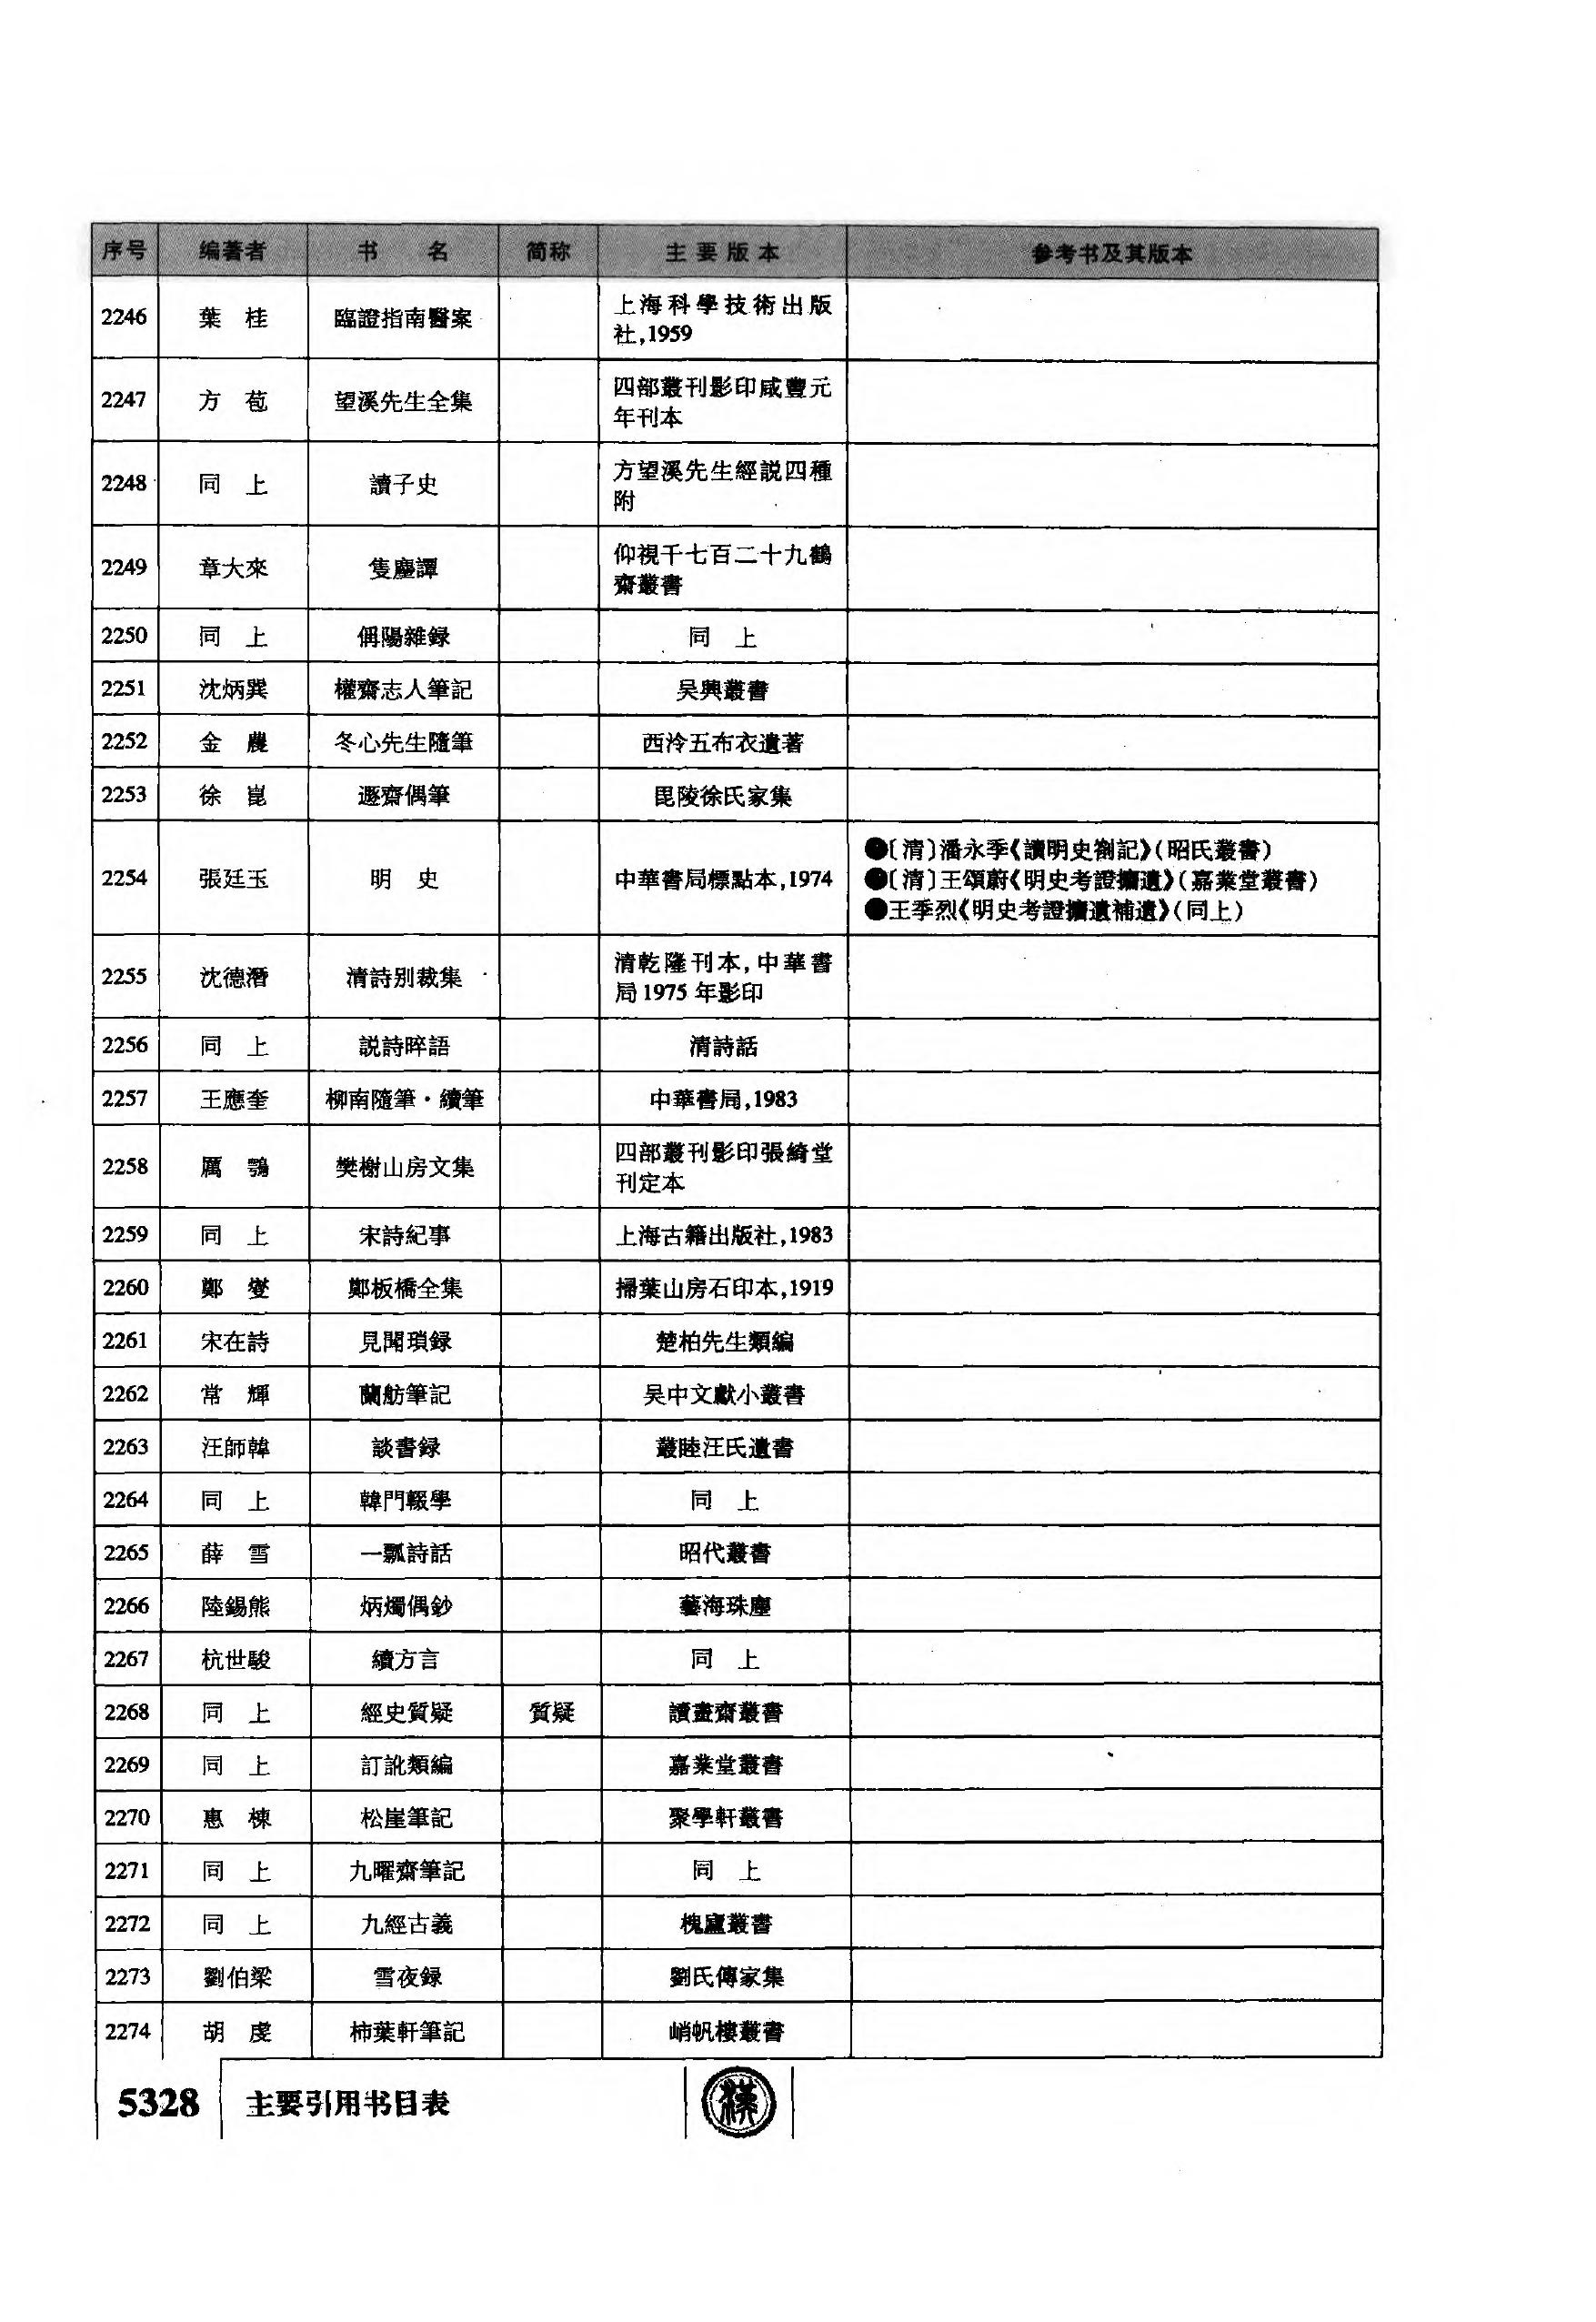 序号 编著者 书 名 简称 主要版本 参考书及其版本
2246 葉 桂 臨證指南醫案 上海科學技術出版
社,1959
2247 方 苞 望溪先生全集 四部叢刊影印咸豐元
年刊本
2248 同 上 讀子史 方望溪先生經説四種
附
2249 章大來 隻塵譚 仰視千七百二十九鶴
齋叢書
2250 同 上 偁陽雜録 同 上
2251 沈炳巽 權齋志人筆記 吴興叢書
2252 金 農 冬心先生隨筆 西泠五布衣遺著
2253 徐 崑 遯齋偶筆 毘陵徐氏家集
2254 張廷玉 明 史 中華書局標點本,1974
●〔清〕潘永季《讀明史劄記》(昭氏叢書)
●〔清〕王頌蔚《明史考證攟遺》(嘉業堂叢書)
●王季烈《明史考證攟遺補遺》(同上)
2255 沈德潛 清詩别裁集 清乾隆刊本,中華書
局1975年影印
2256 同 上 説詩晬語 清詩話
2257 王應奎 柳南隨筆·續筆 中華書局,1983
2258 厲 鶚 樊榭山房文集 四部叢刊影印張綺堂
刊定本
2259 同 上 宋詩紀事 上海古籍出版社,1983
2260 鄭 燮 鄭板橋全集 掃葉山房石印本,1919
2261 宋在詩 見聞瑣録 楚柏先生類編
2262 常 輝 蘭舫筆記 吴中文獻小叢書
2263 汪師韓 談書録 叢睦汪氏遺書
2264 同 上 韓門輟學 同 上
2265 薛 雪 一瓢詩話 昭代叢書
2266 陸錫熊 炳燭偶鈔 藝海珠塵
2267 杭世駿 續方言 同 上
2268 同 上 經史質疑 質疑 讀畫齋叢書
2269 同 上 訂訛類編 嘉業堂叢書
2270 惠 棟 松崖筆記 聚學軒叢書
2271 同 上 九曜齋筆記 同 上
2272 同 上 九經古義 槐廬叢書
2273 劉伯梁 雪夜録 劉氏傳家集
2274 胡 虔 柿葉軒筆記 峭帆樓叢書
5328 主要引用书目表 漢